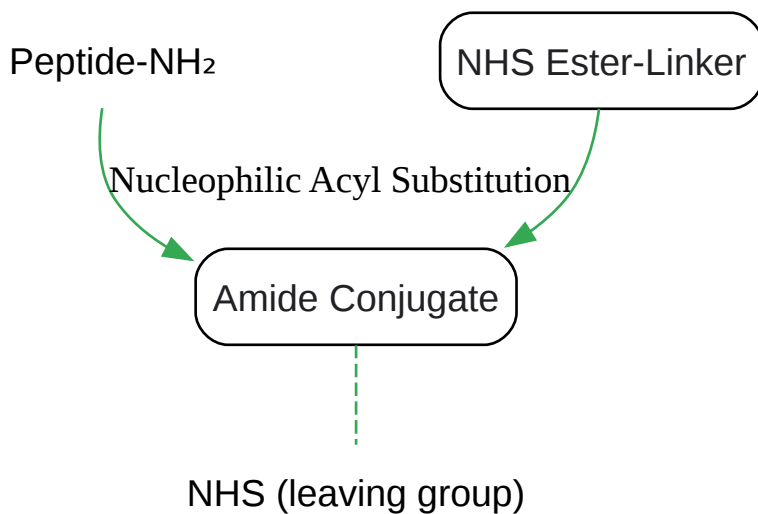 Peptide-NH₂
NHS Ester-Linker
Nucleophilic Acyl Substitution
Amide Conjugate
NHS (leaving group)